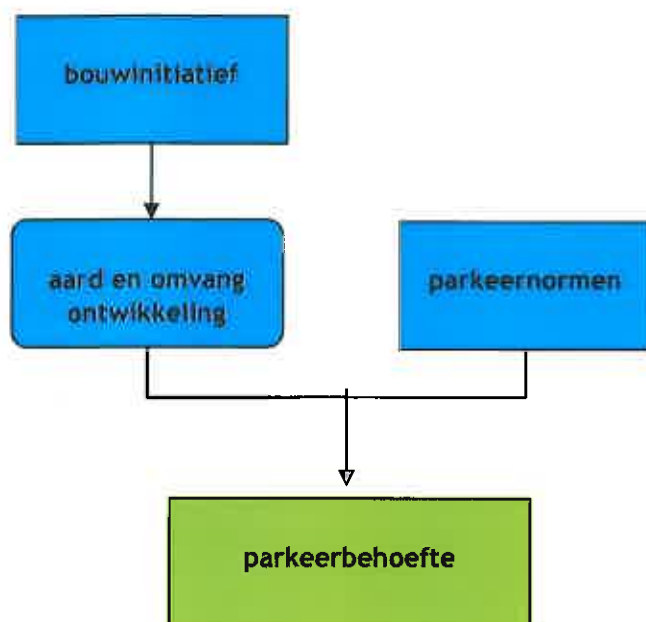 bouwinitiatief
aard en omvang
ontwikkeling
parkeernormen
parkeerbehoefte